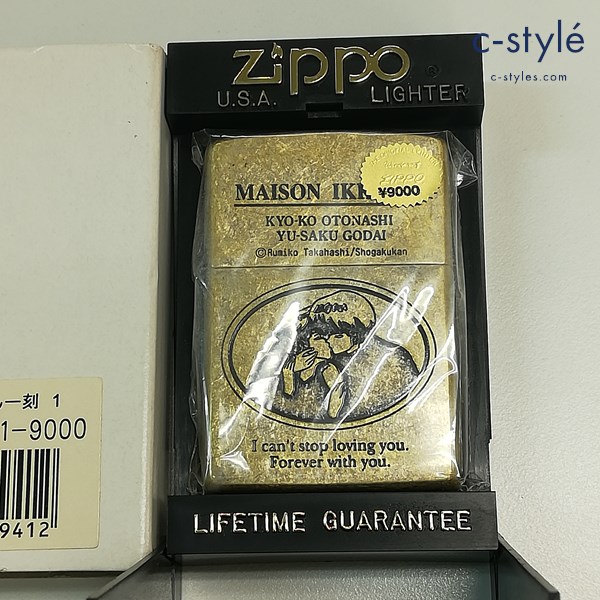 c-stylé
c-styles.com
zippo
®
U.S.A. LIGHTER
ZIPPO
¥9000
MAISON IKK
KYO-KO OTONASHI
YU-SAKU GODAI
©Rumiko Takahashi/Shogakukan
I can't stop loving you.
Forever with you.
LIFETIME GUARANTEE
一刻 1
1-9000
9412